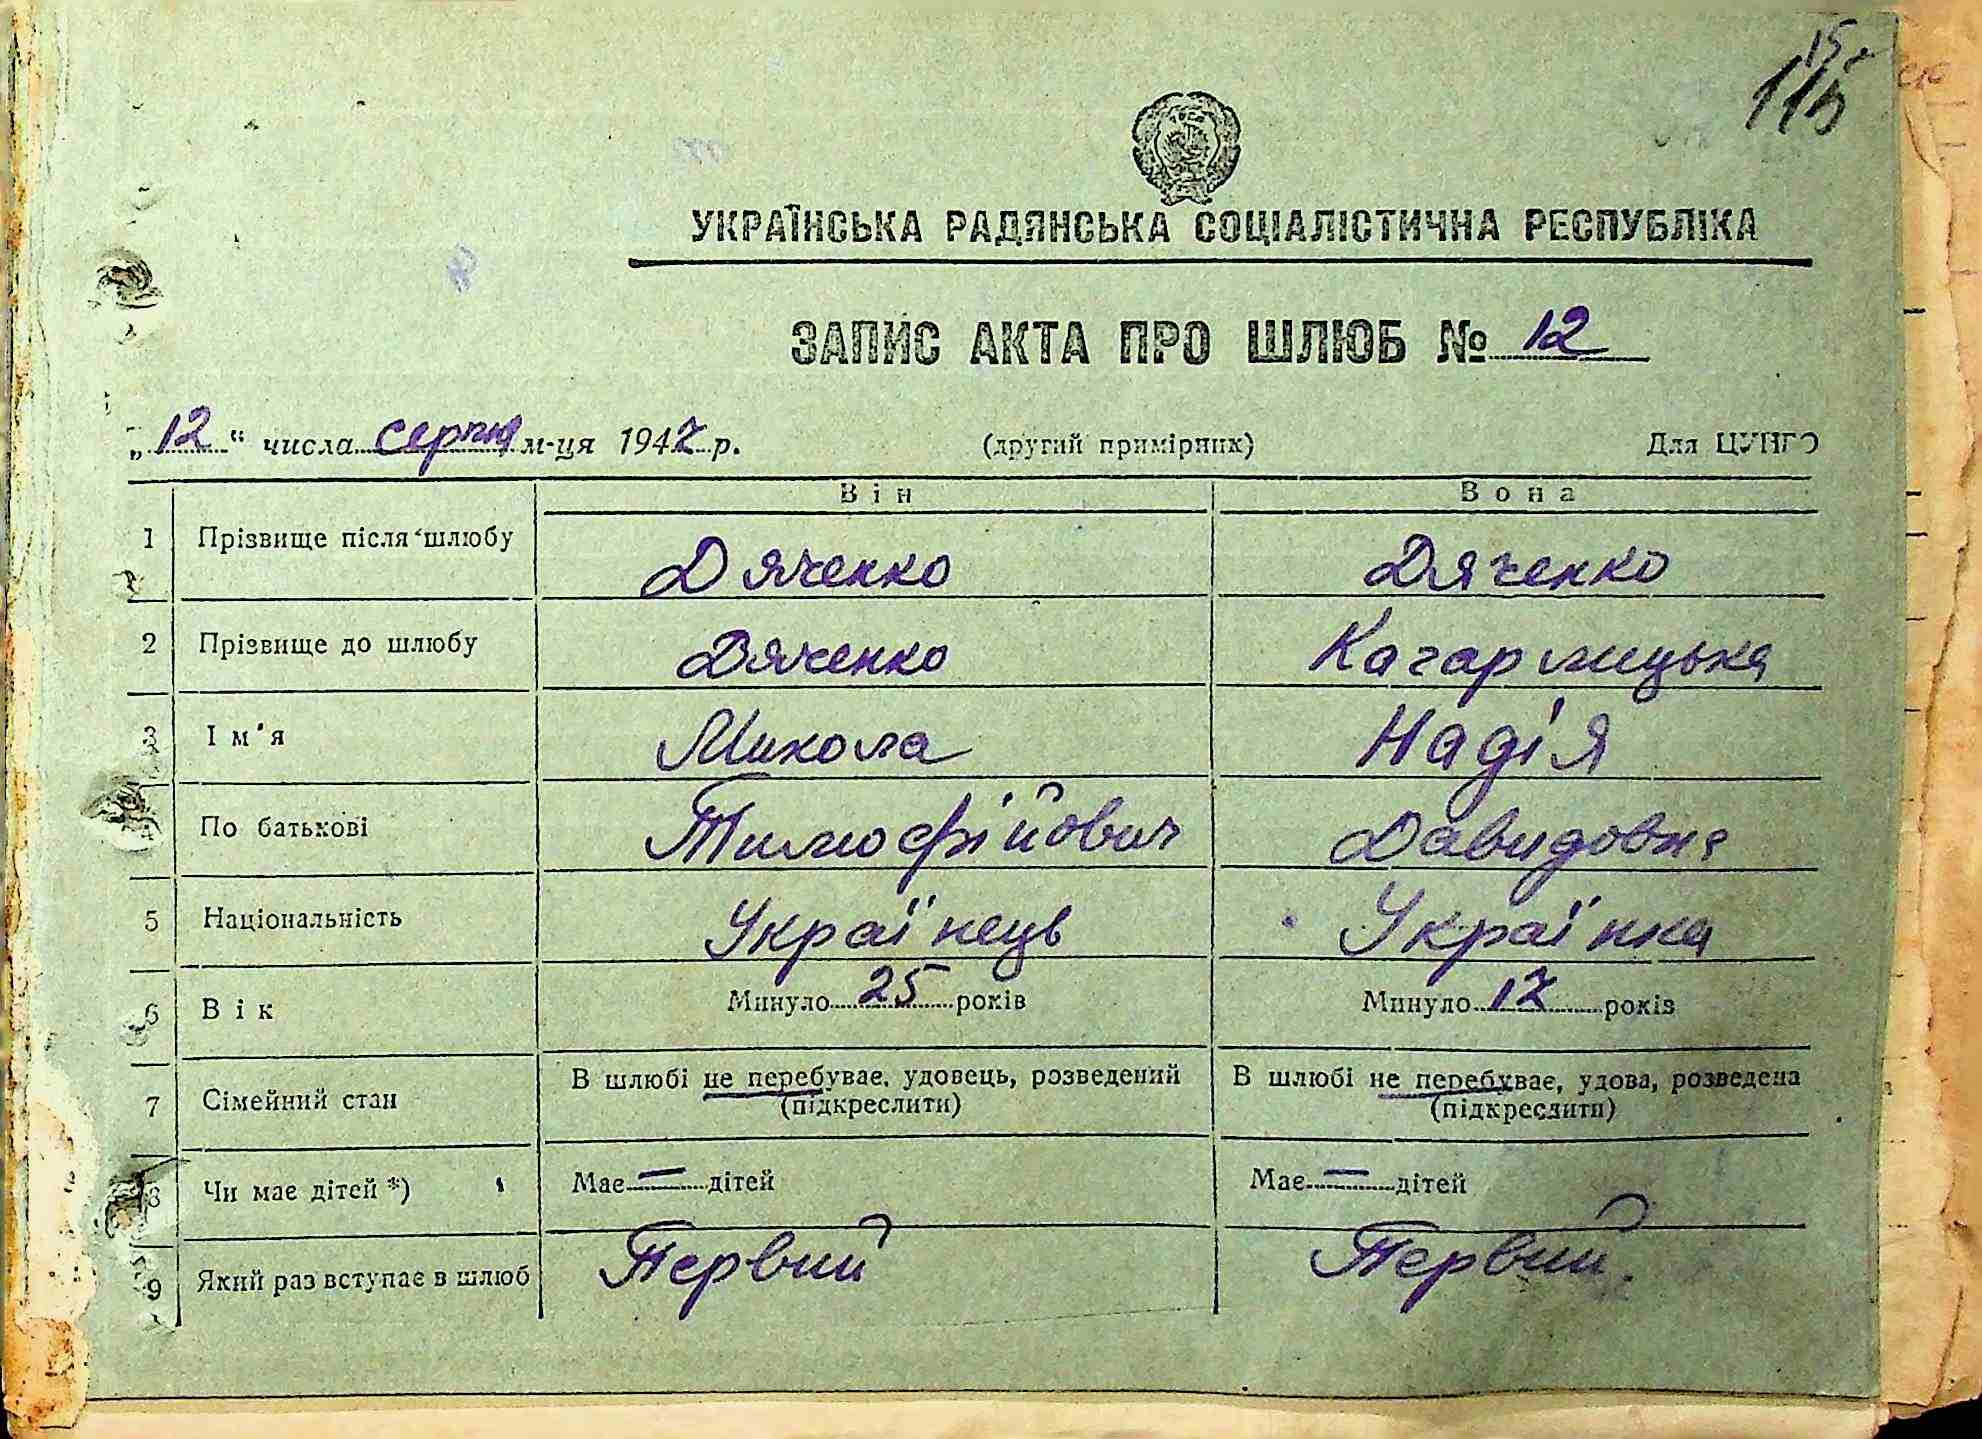 15
115
УКРАЇНСЬКА РАДЯНСЬКА СОЦІАЛІСТИЧНА РЕСПУБЛІКА
ЗАПИС АКТА ПРО ШЛЮБ № 12
„12“ числа серпня м-ця 1947 р. (другий примірник) Для ЦУНГО
Він Вона
1 Прізвище після шлюбу Дяченко Дяченко
2 Прізвище до шлюбу Дяченко Кагарлицька
3 Ім'я Микола Надія
4 По батькові Тимофійович Давидовна
5 Національність Українець Українка
6 Вік Минуло 25 років Минуло 17 років
7 Сімейний стан В шлюбі не перебуває, удовець, розведений (підкреслити) В шлюбі не перебуває, удова, розведена (підкреслити)
8 Чи має дітей *) Має — дітей Має — дітей
9 Який раз вступає в шлюб Первий Первий.